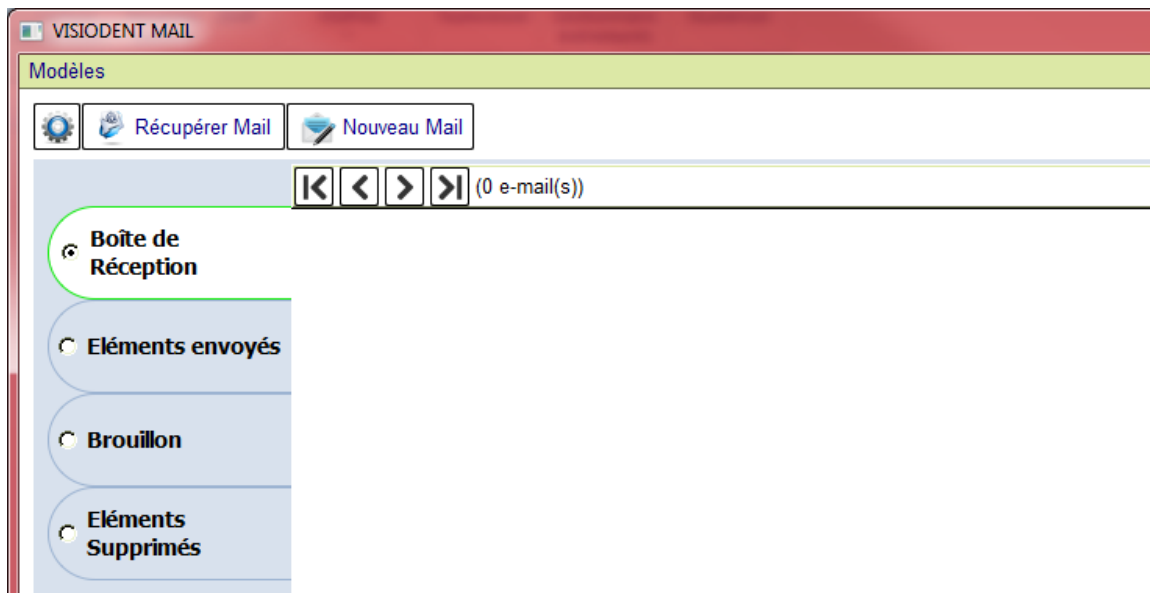 VISIODENT MAIL
Modèles
Récupérer Mail Nouveau Mail
(0 e-mail(s))
Boîte de
Réception
Eléments envoyés
Brouillon
Eléments
Supprimés